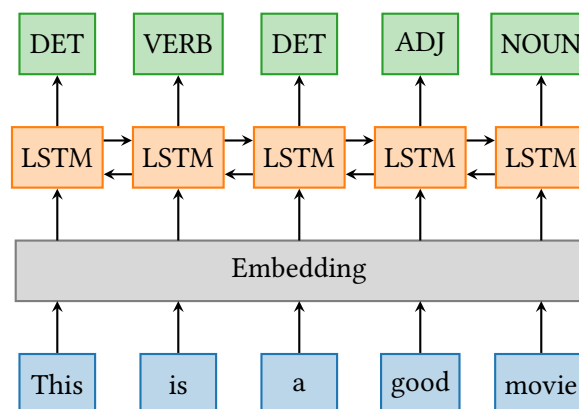 DET VERB DET ADJ NOUN
LSTM LSTM LSTM LSTM LSTM
Embedding
This is a good movie